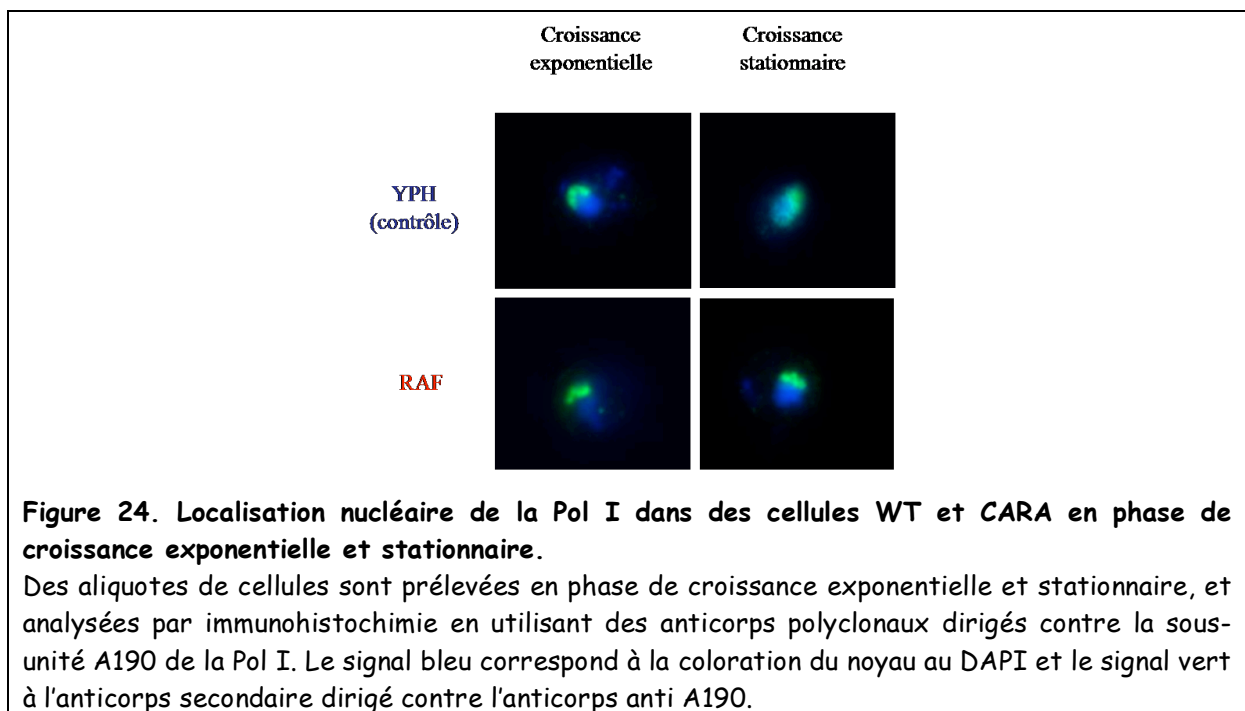 Croissance exponentielle
Croissance stationnaire
YPH
(contrôle)
RAF
Figure 24. Localisation nucléaire de la Pol I dans des cellules WT et CARA en phase de
croissance exponentielle et stationnaire.
Des aliquotes de cellules sont prélevées en phase de croissance exponentielle et stationnaire, et
analysées par immunohistochimie en utilisant des anticorps polyclonaux dirigés contre la sous-
unité A190 de la Pol I. Le signal bleu correspond à la coloration du noyau au DAPI et le signal vert
à l'anticorps secondaire dirigé contre l'anticorps anti A190.